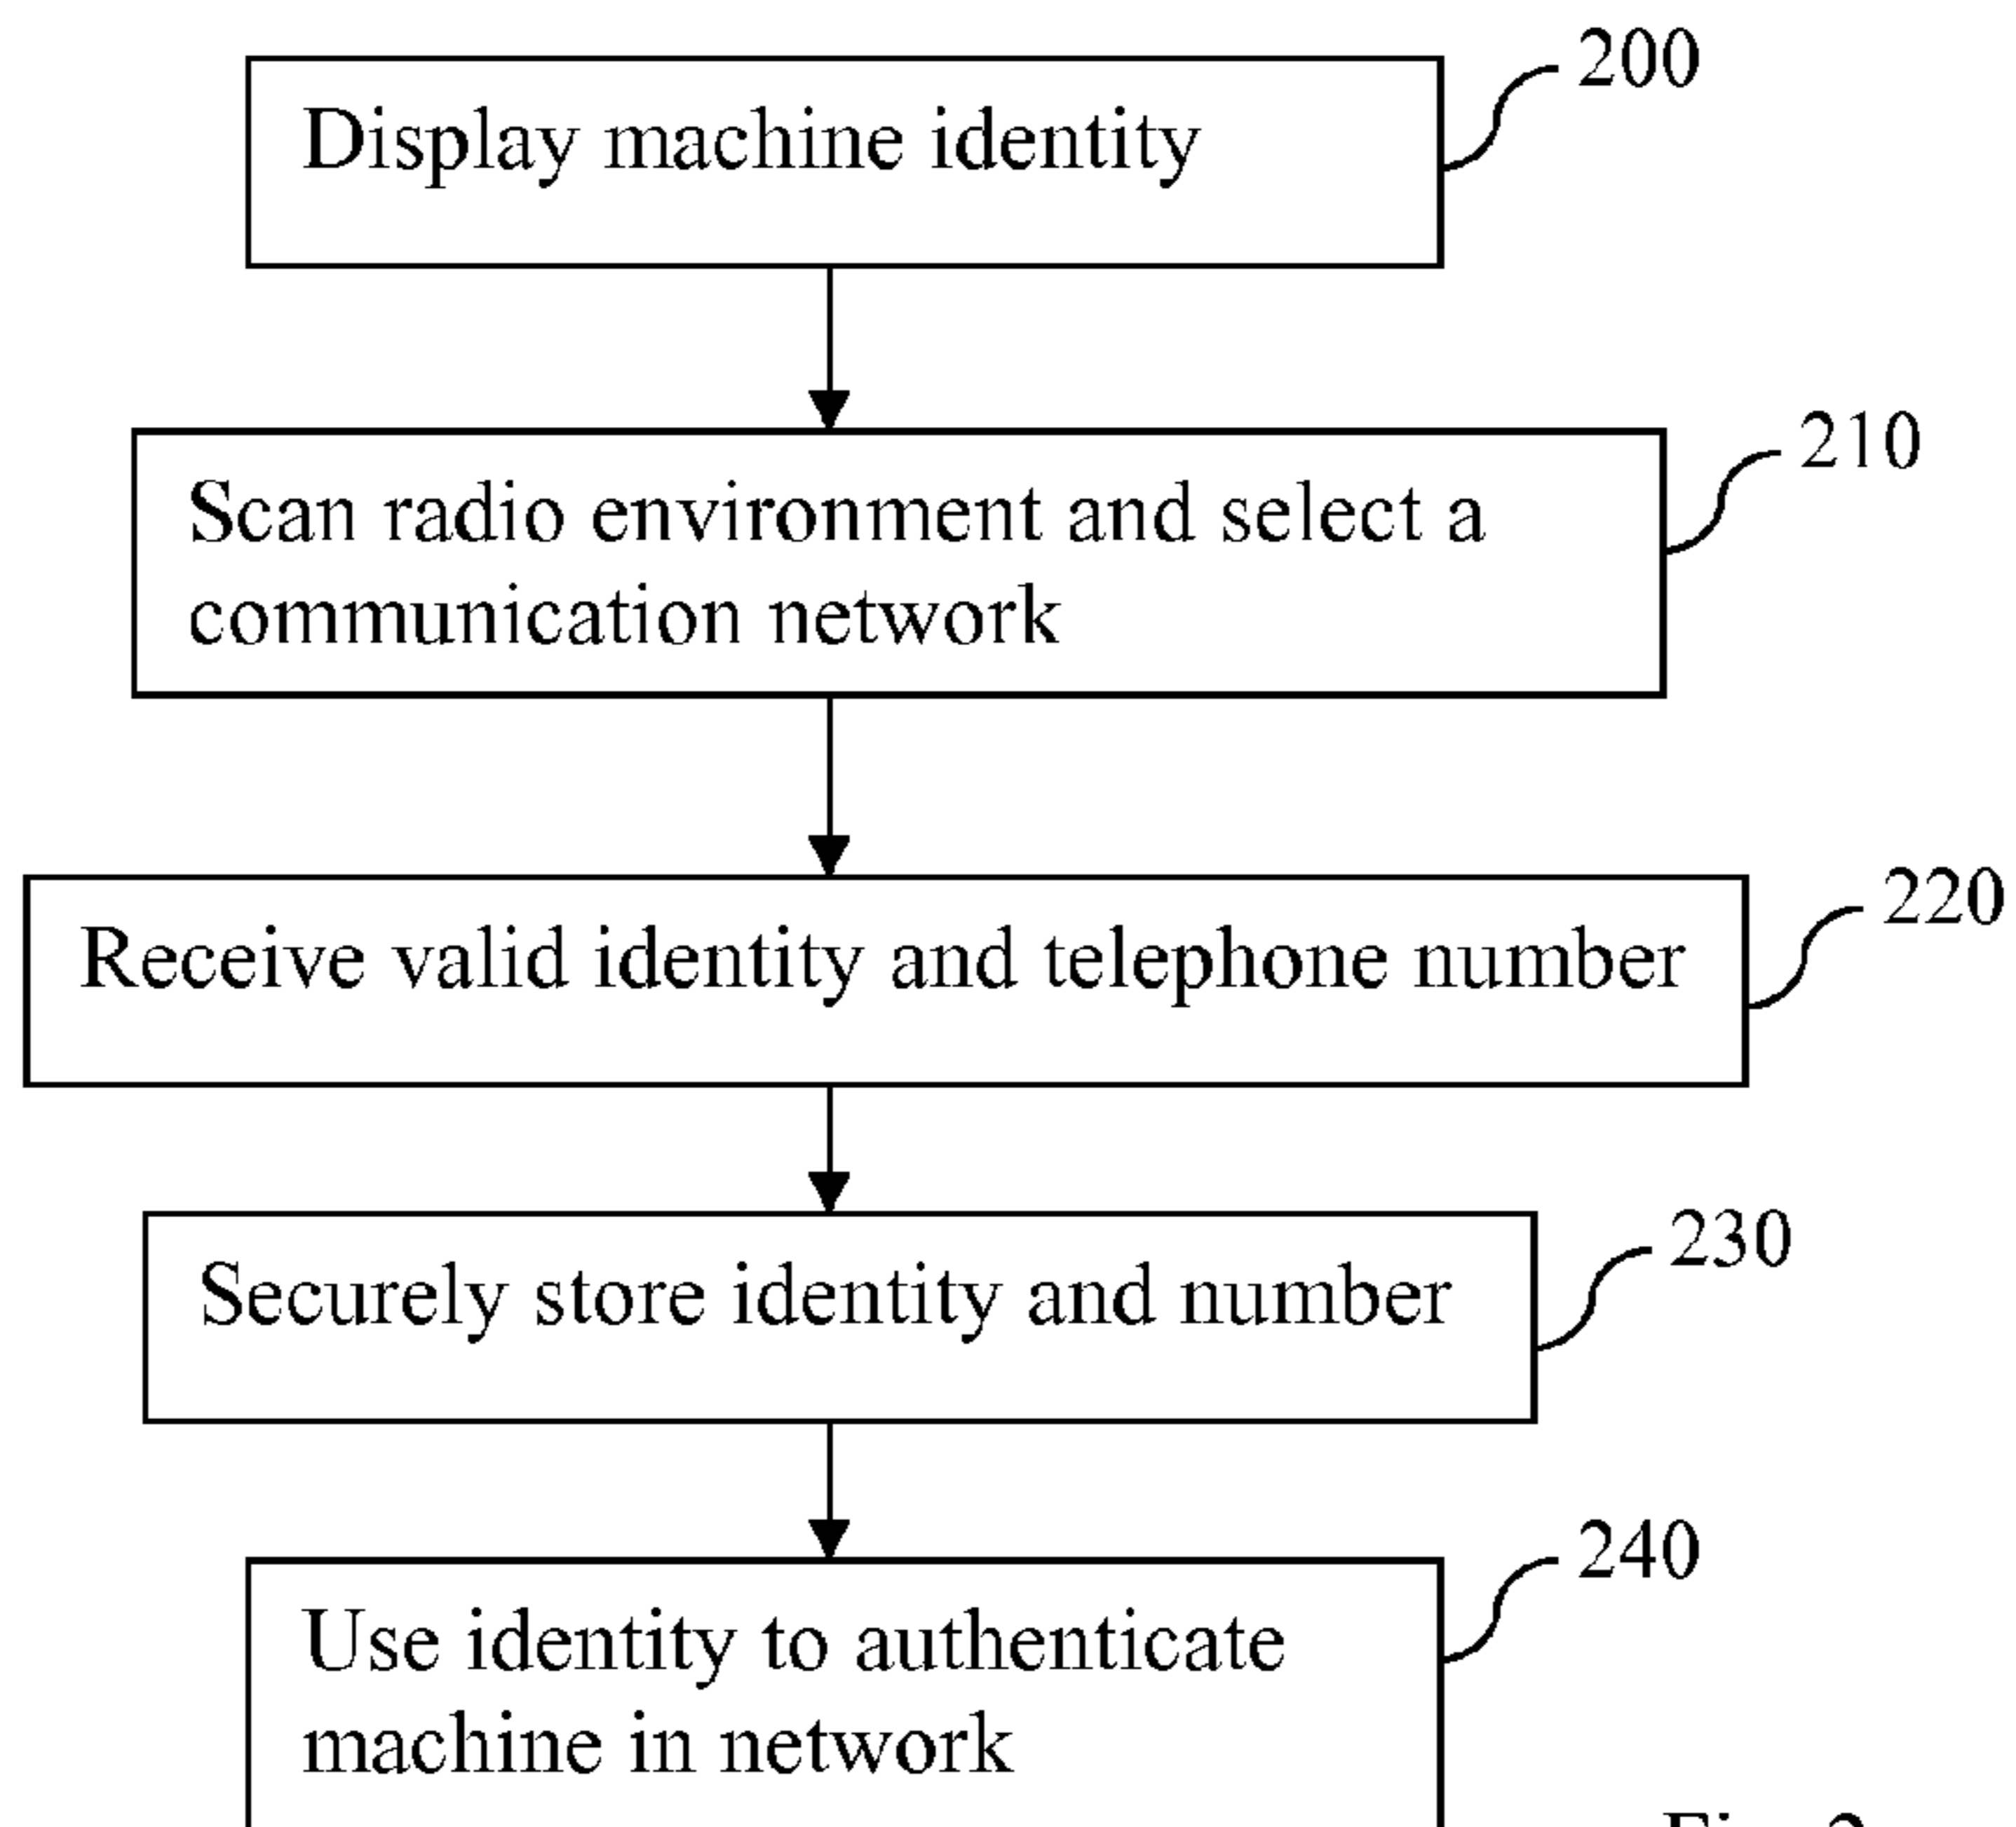 200
Display machine identity
210
Scan radio environment and select a
communication network
220
Receive valid identity and telephone number
230
Securely store identity and number
240
Use identity to authenticate
machine in network